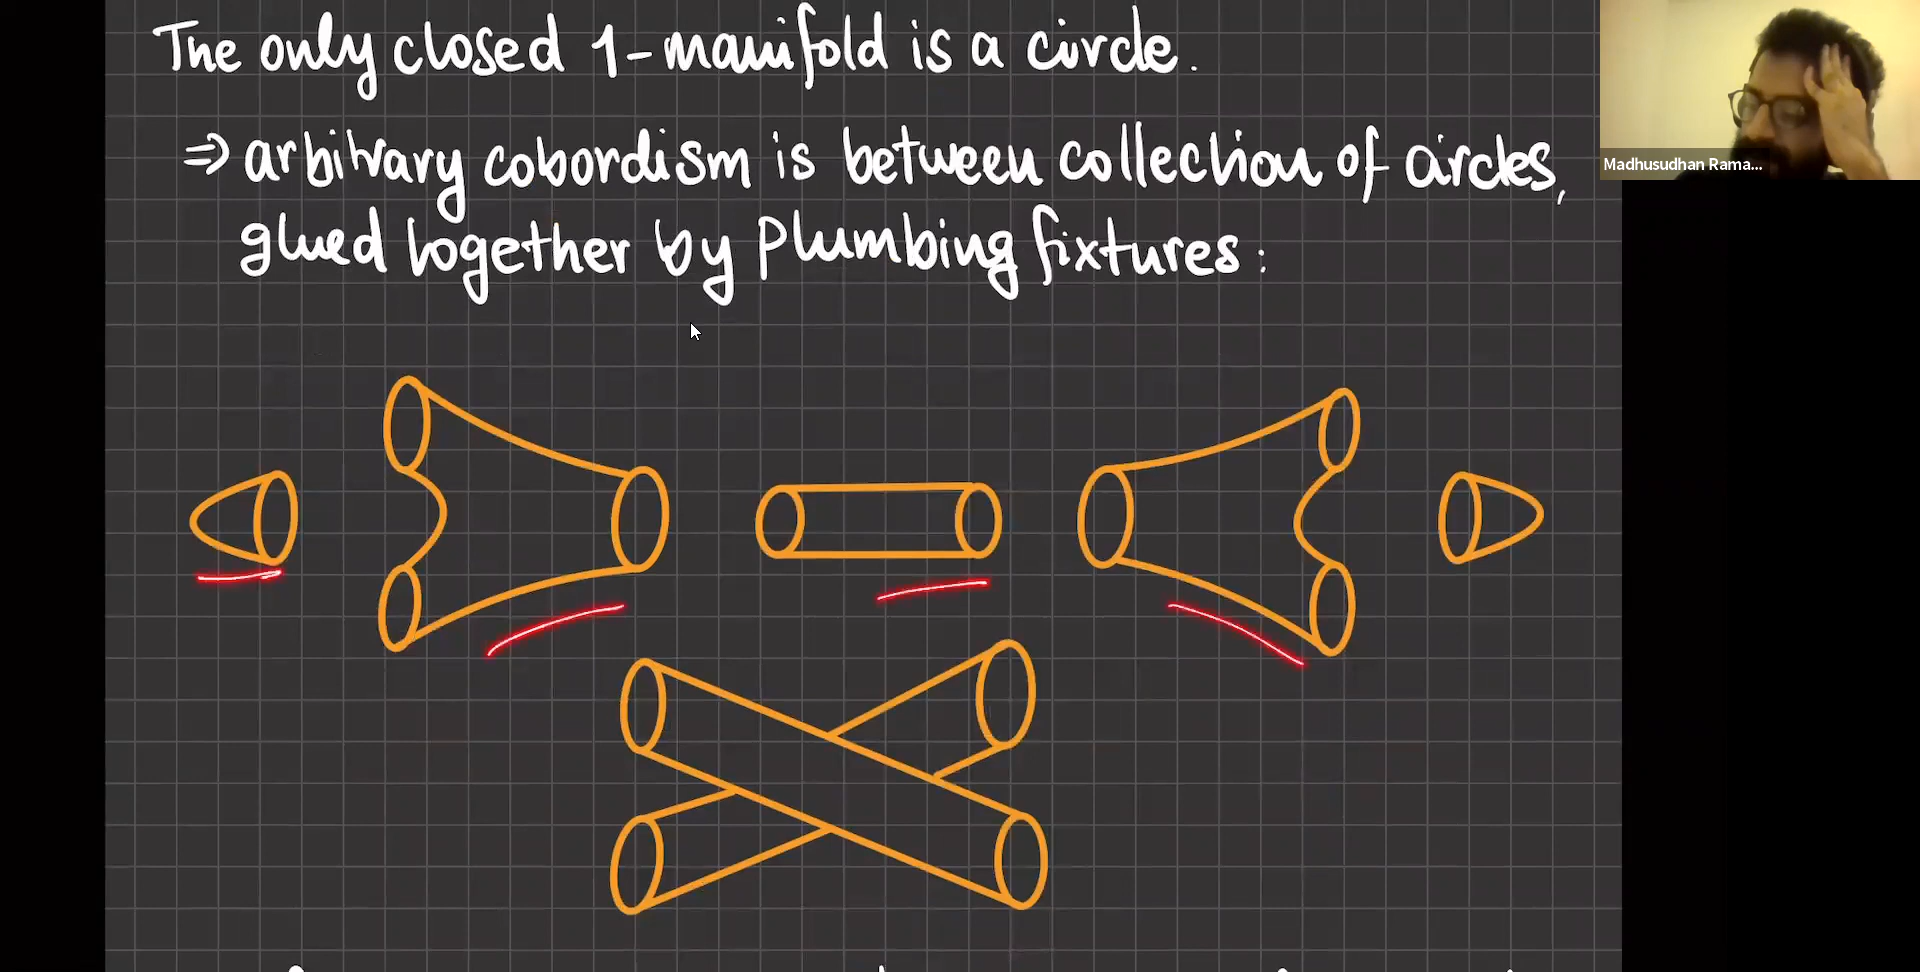 The only closed 1-manifold is a circle.
⇒ arbitrary cobordism is between collection of circles,
glued together by plumbing fixtures:
Madhusudhan Rama...